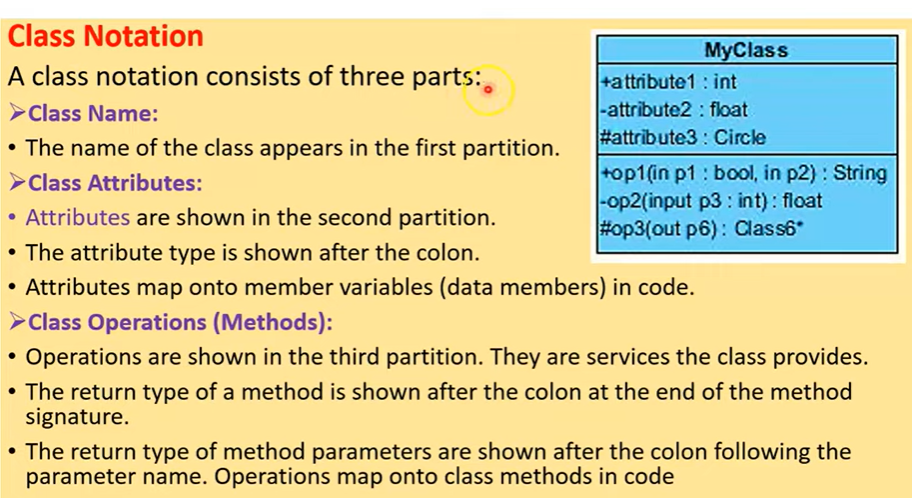 Class Notation
A class notation consists of three parts:
➢Class Name:
• The name of the class appears in the first partition.
➢Class Attributes:
• Attributes are shown in the second partition.
• The attribute type is shown after the colon.
• Attributes map onto member variables (data members) in code.
➢Class Operations (Methods):
• Operations are shown in the third partition. They are services the class provides.
• The return type of a method is shown after the colon at the end of the method
signature.
• The return type of method parameters are shown after the colon following the
parameter name. Operations map onto class methods in code
MyClass
+attribute1 : int
-attribute2 : float
#attribute3 : Circle
+op1(in p1 : bool, in p2) : String
-op2(input p3 : int) : float
#op3(out p6) : Class6*